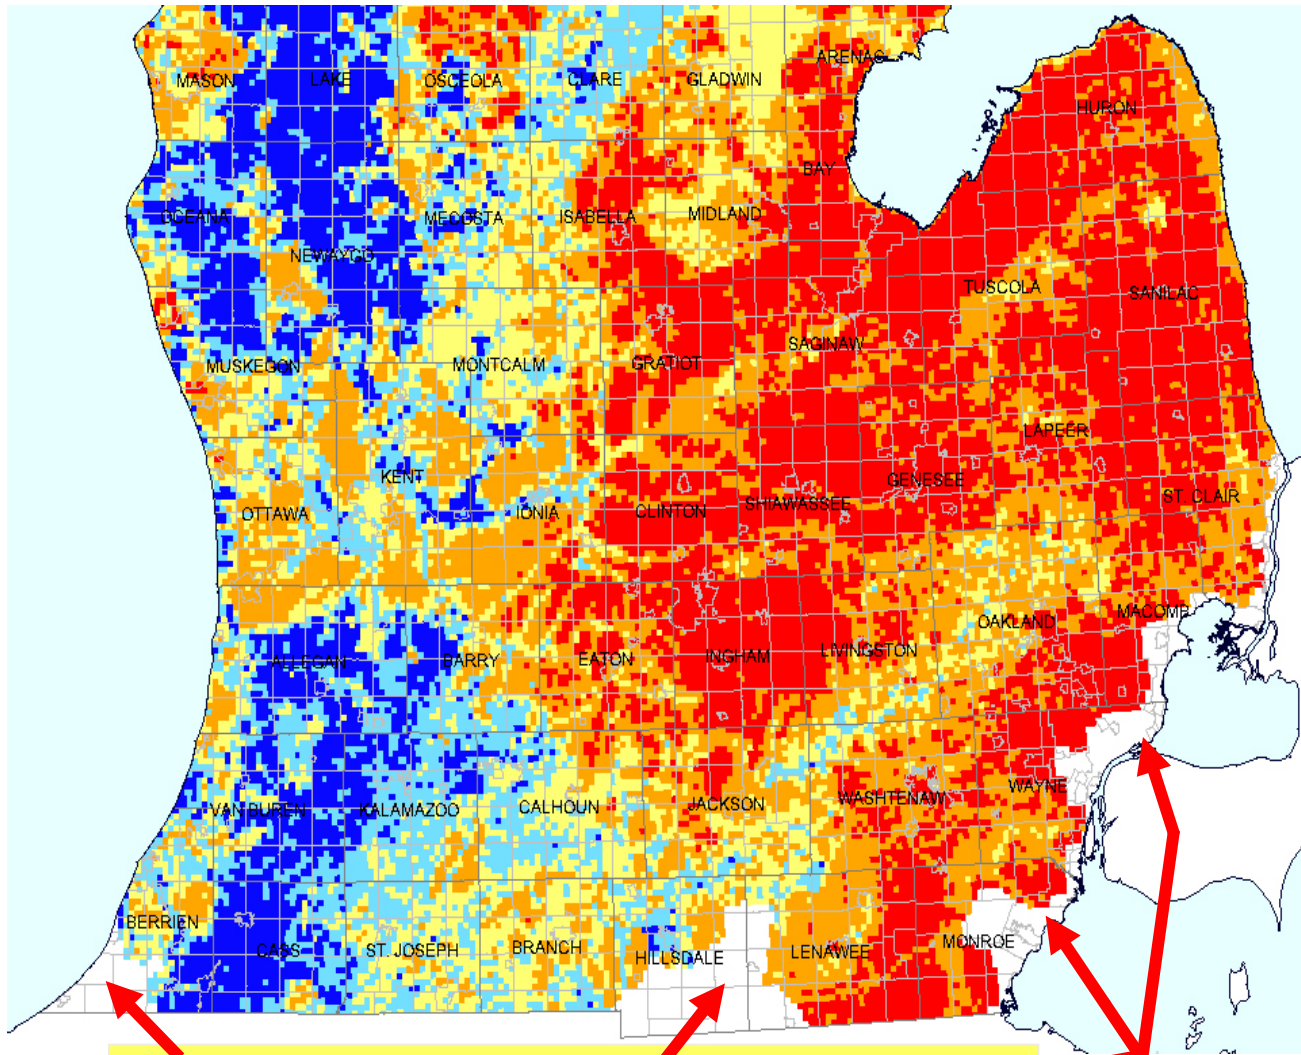 ARENAC
MASON LAKE OSCEOLA CLARE GLADWIN
HURON
BAY
OCEANA MECOSTA ISABELLA MIDLAND
NEWAYGO
TUSCOLA SANILAC
SAGINAW
MUSKEGON MONTCALM GRATIOT
LAPEER
KENT GENESEE
OTTAWA IONIA CLINTON SHIAWASSEE ST. CLAIR
MACOMB
OAKLAND
ALLEGAN BARRY EATON INGHAM LIVINGSTON
WAYNE
VAN BUREN KALAMAZOO CALHOUN JACKSON WASHTENAW
BERRIEN
CASS ST. JOSEPH BRANCH HILLSDALE LENAWEE MONROE